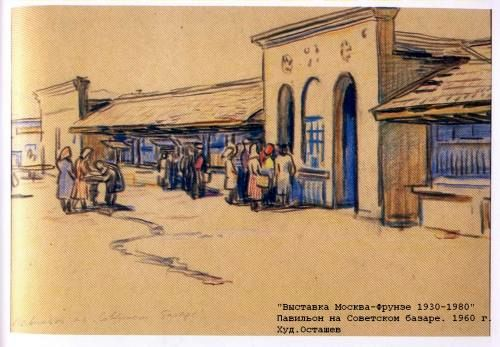 "Выставка Москва-Фрунзе 1930-1980"
Павильон на Советском базаре. 1960 г.
Худ.Осташев